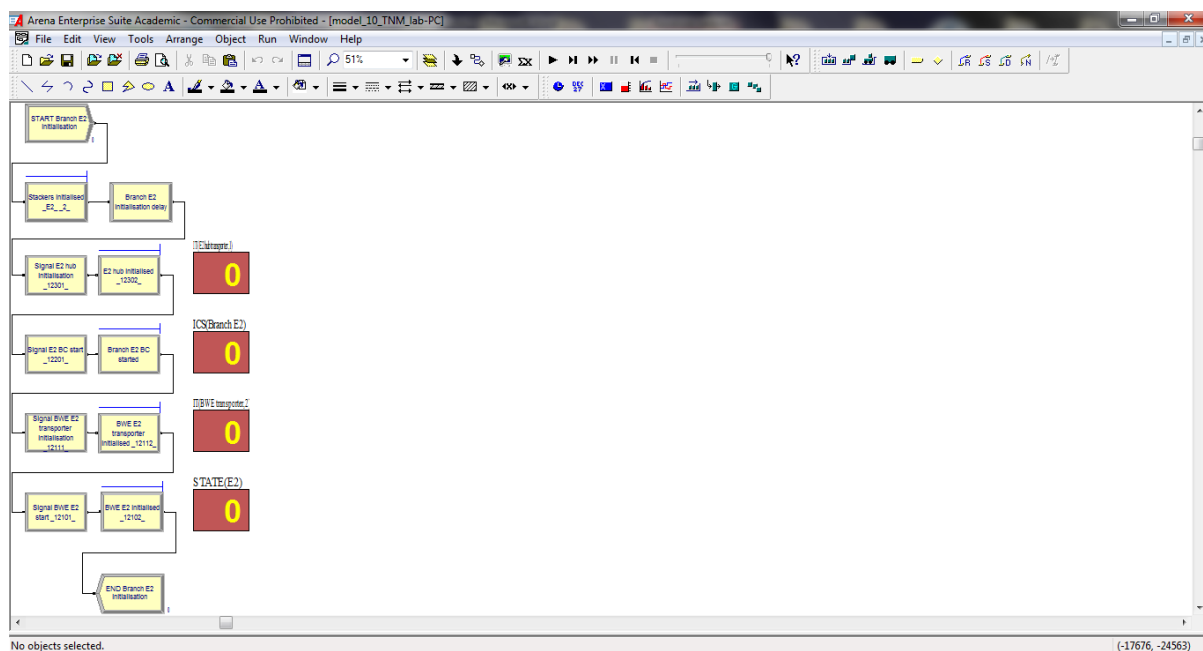 Arena Enterprise Suite Academic - Commercial Use Prohibited - [model_10_TNM_lab-PC]
File Edit View Tools Arrange Object Run Window Help
51%
START Branch E2
Initialisation
Stackers Initialised
_E2__2_
Branch E2
Initialisation delay
Signal E2 hub
Initialisation
_12301_
E2 hub Initialised
_12302_
0
Signal E2 BC start
_12201_
Branch E2 BC
started
ICS(Branch E2)
0
Signal BWE E2
transporter
Initialisation
_12111_
BWE E2
transporter
Initialised _12112_
IT(BWE transporter,2)
0
Signal BWE E2
start _12101_
BWE E2 Initialised
_12102_
STATE(E2)
0
END Branch E2
Initialisation
No objects selected.
(-17676, -24563)